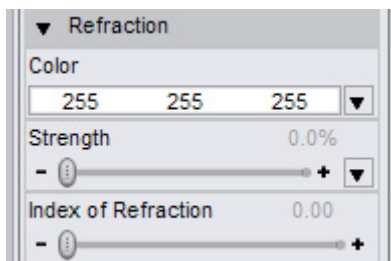 Refraction
Color
255 255 255
Strength 0.0%
- +
Index of Refraction 0.00
- +